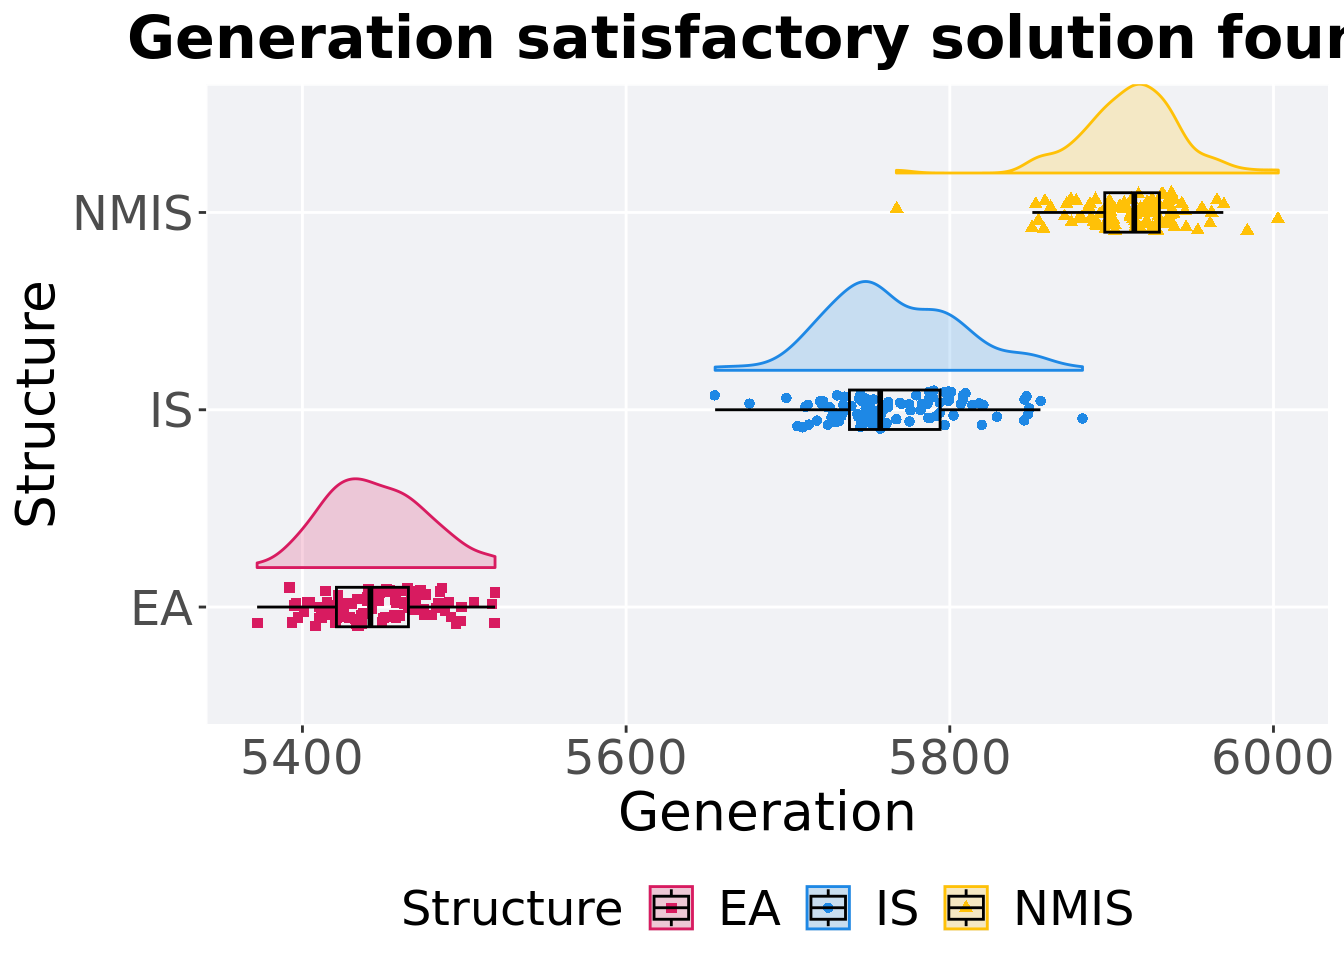 Generation satisfactory solution four
NMIS
IS
EA
Structure
5400 5600 5800 6000
Generation
Structure EA IS NMIS